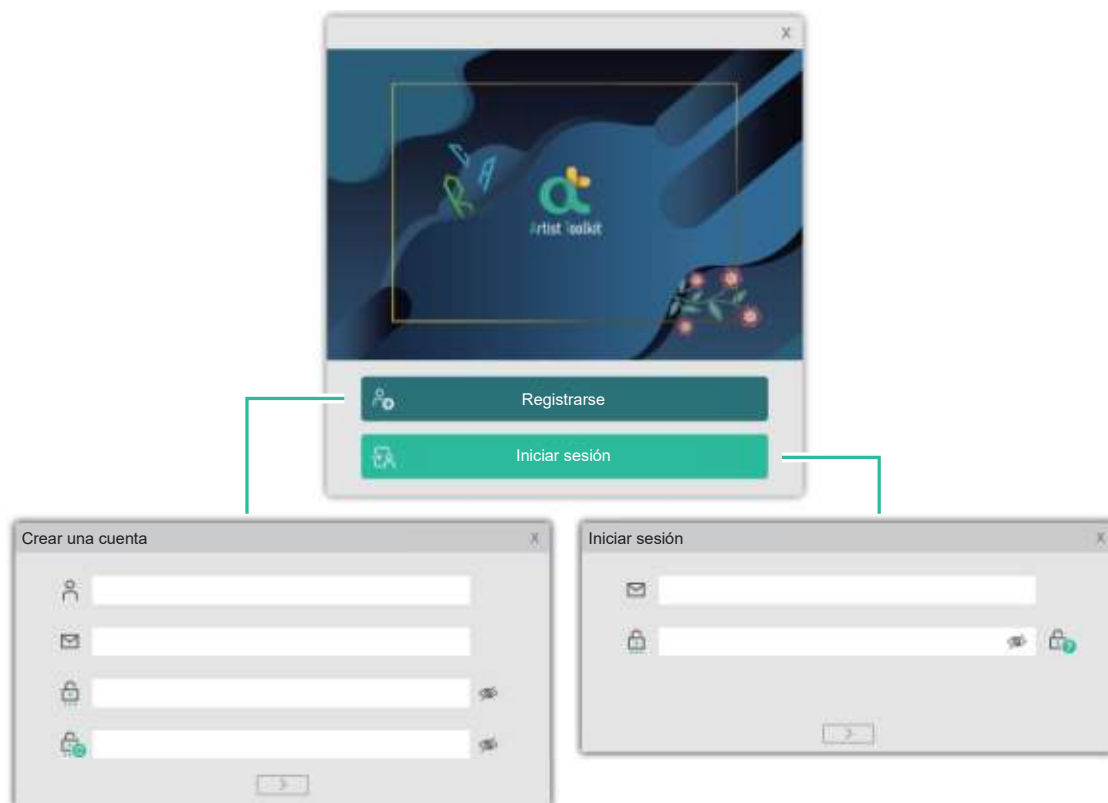 X
Artist Toolkit
Registrarse
Iniciar sesión
Crear una cuenta
X
Iniciar sesión
X